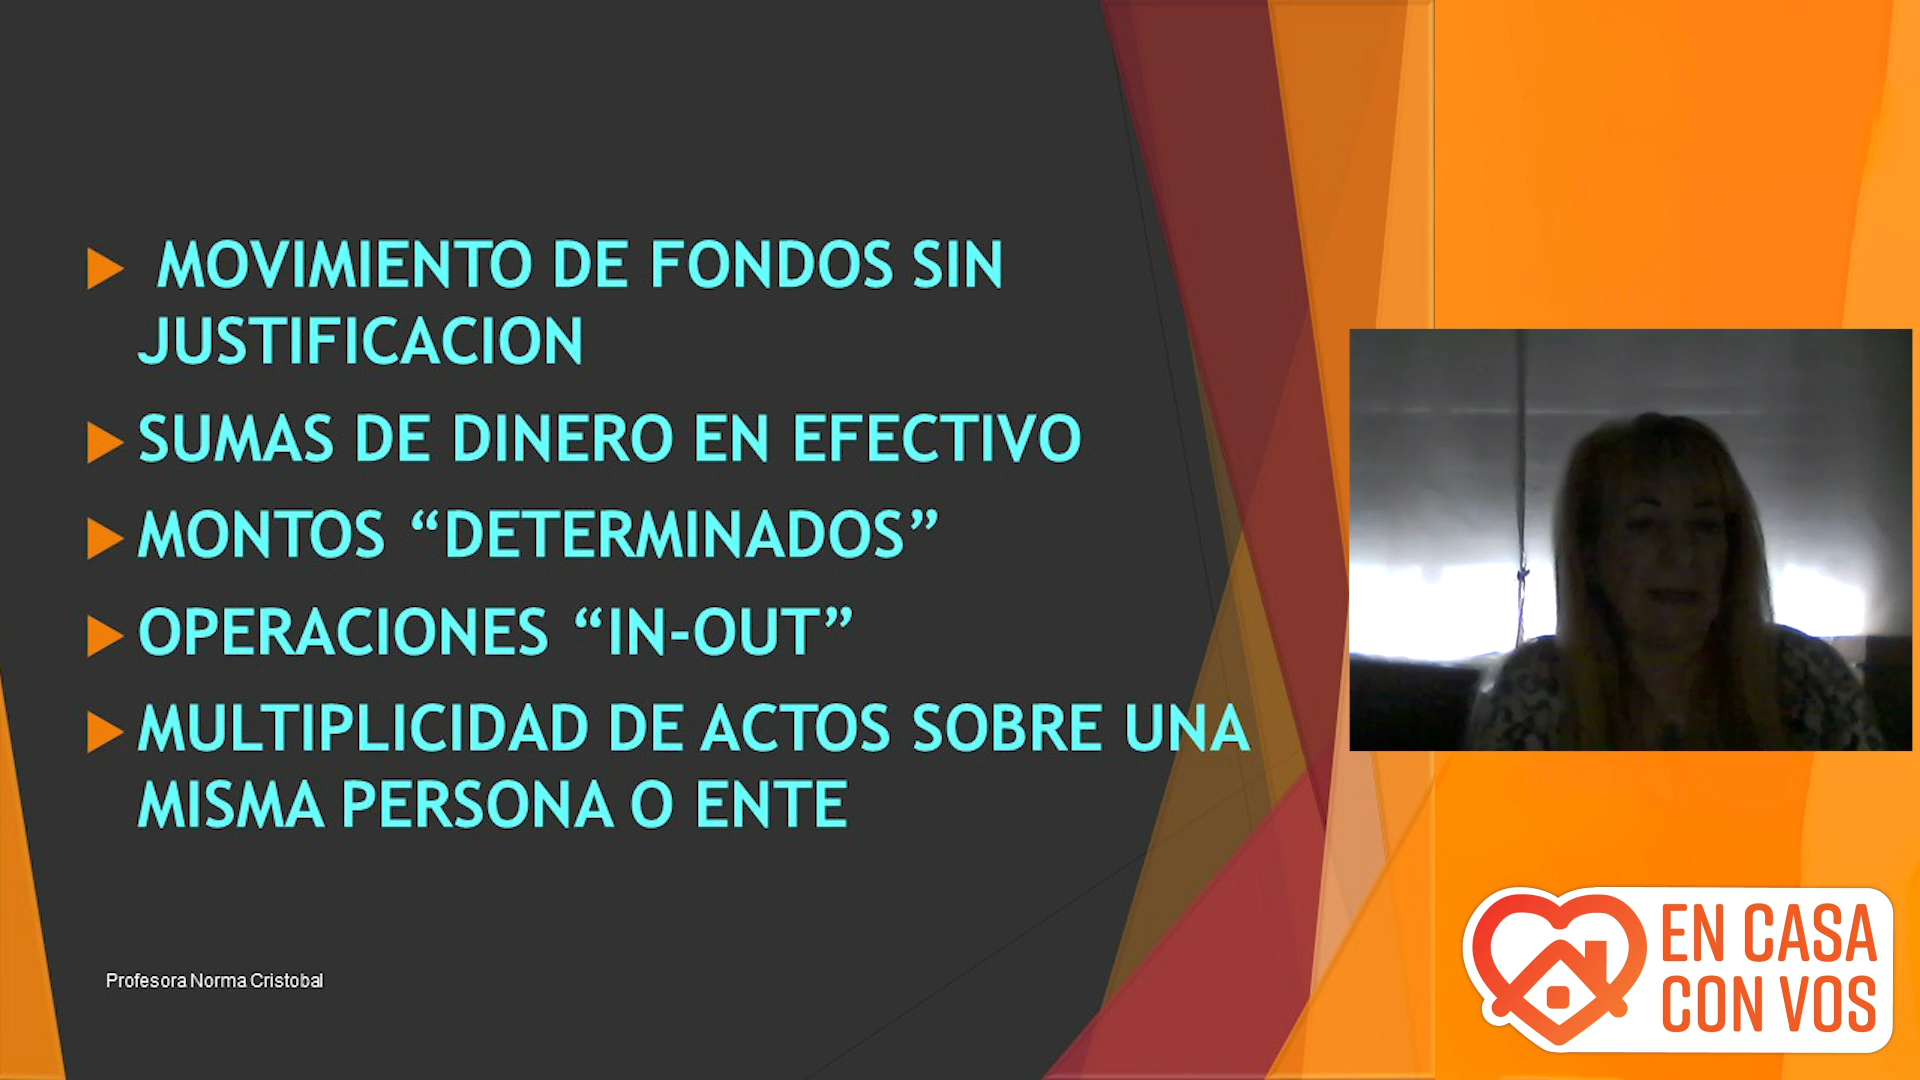 MOVIMIENTO DE FONDOS SIN
JUSTIFICACION
SUMAS DE DINERO EN EFECTIVO
MONTOS “DETERMINADOS”
OPERACIONES “IN-OUT”
MULTIPLICIDAD DE ACTOS SOBRE UNA
MISMA PERSONA O ENTE
Profesora Norma Cristobal
EN CASA
CON VOS